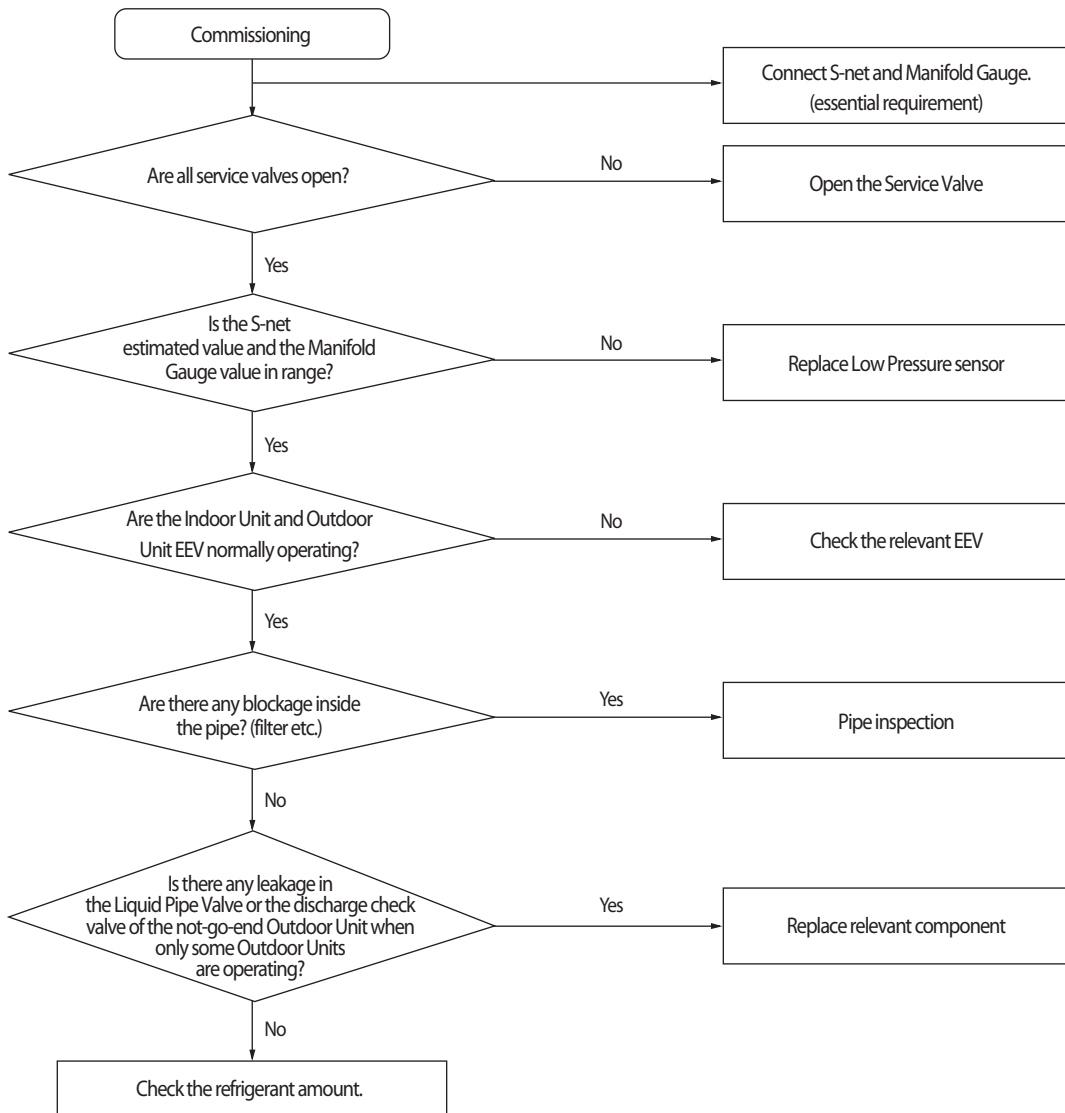 Commissioning
Connect S-net and Manifold Gauge.
(essential requirement)
Are all service valves open?
No
Open the Service Valve
Yes
Is the S-net
estimated value and the Manifold
Gauge value in range?
No
Replace Low Pressure sensor
Yes
Are the Indoor Unit and Outdoor
Unit EEV normally operating?
No
Check the relevant EEV
Yes
Are there any blockage inside
the pipe? (filter etc.)
Yes
Pipe inspection
No
Is there any leakage in
the Liquid Pipe Valve or the discharge check
valve of the not-go-end Outdoor Unit when
only some Outdoor Units
are operating?
Yes
Replace relevant component
No
Check the refrigerant amount.